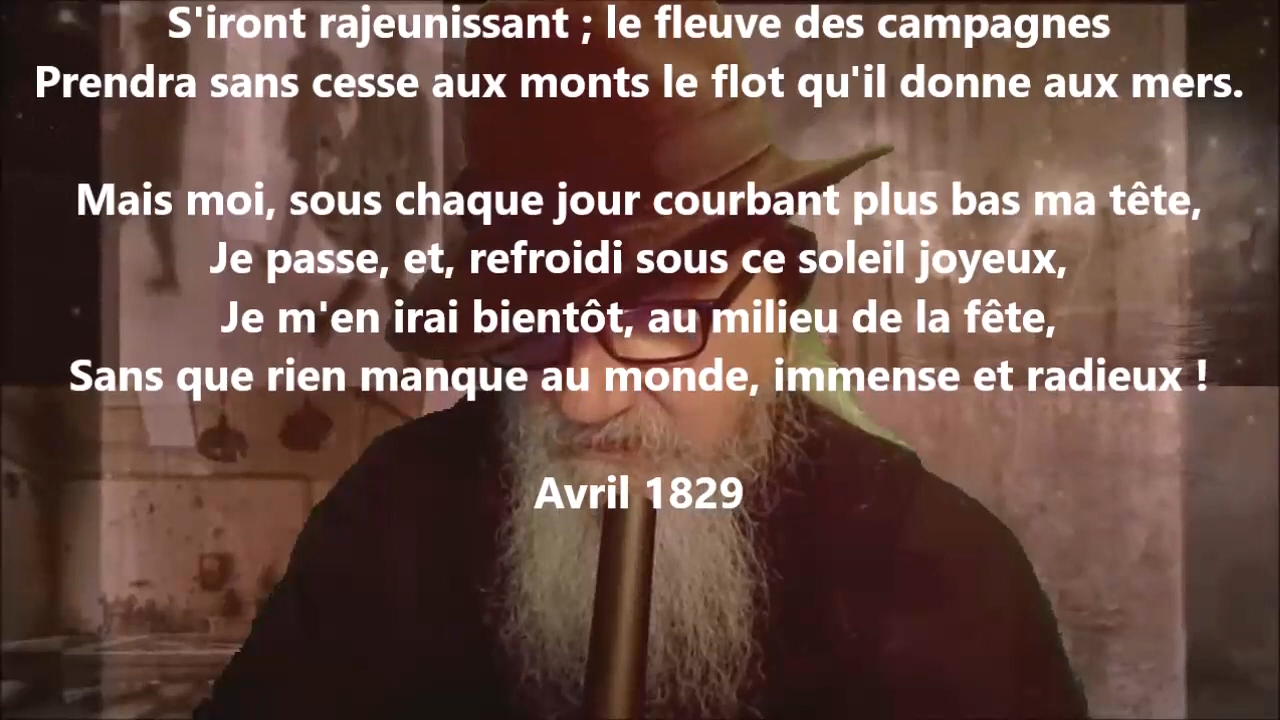 S'iront rajeunissant ; le fleuve des campagnes
Prendra sans cesse aux monts le flot qu'il donne aux mers.
Mais moi, sous chaque jour courbant plus bas ma tête,
Je passe, et, refroidi sous ce soleil joyeux,
Je m'en irai bientôt, au milieu de la fête,
Sans que rien manque au monde, immense et radieux !
Avril 1829